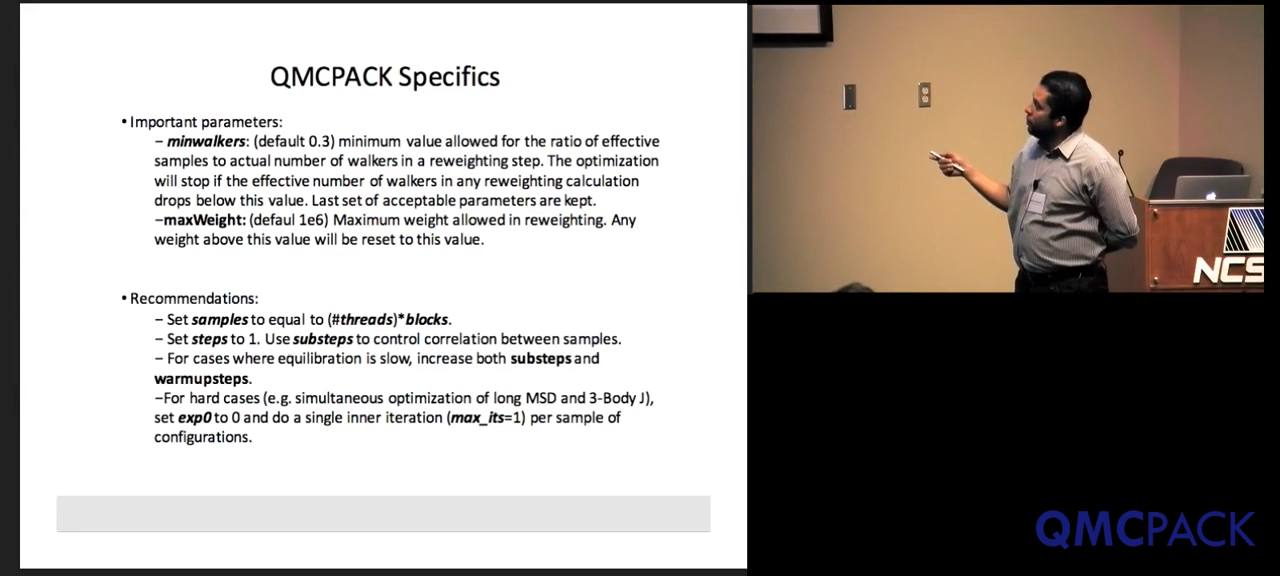 QMCPACK Specifics
• Important parameters:
– minwalkers: (default 0.3) minimum value allowed for the ratio of effective
samples to actual number of walkers in a reweighting step. The optimization
will stop if the effective number of walkers in any reweighting calculation
drops below this value. Last set of acceptable parameters are kept.
–maxWeight: (defaul 1e6) Maximum weight allowed in reweighting. Any
weight above this value will be reset to this value.
• Recommendations:
– Set samples to equal to (#threads)*blocks.
– Set steps to 1. Use substeps to control correlation between samples.
– For cases where equilibration is slow, increase both substeps and
warmupsteps.
–For hard cases (e.g. simultaneous optimization of long MSD and 3-Body J),
set exp0 to 0 and do a single inner iteration (max_its=1) per sample of
configurations.
NCS
QMCPACK